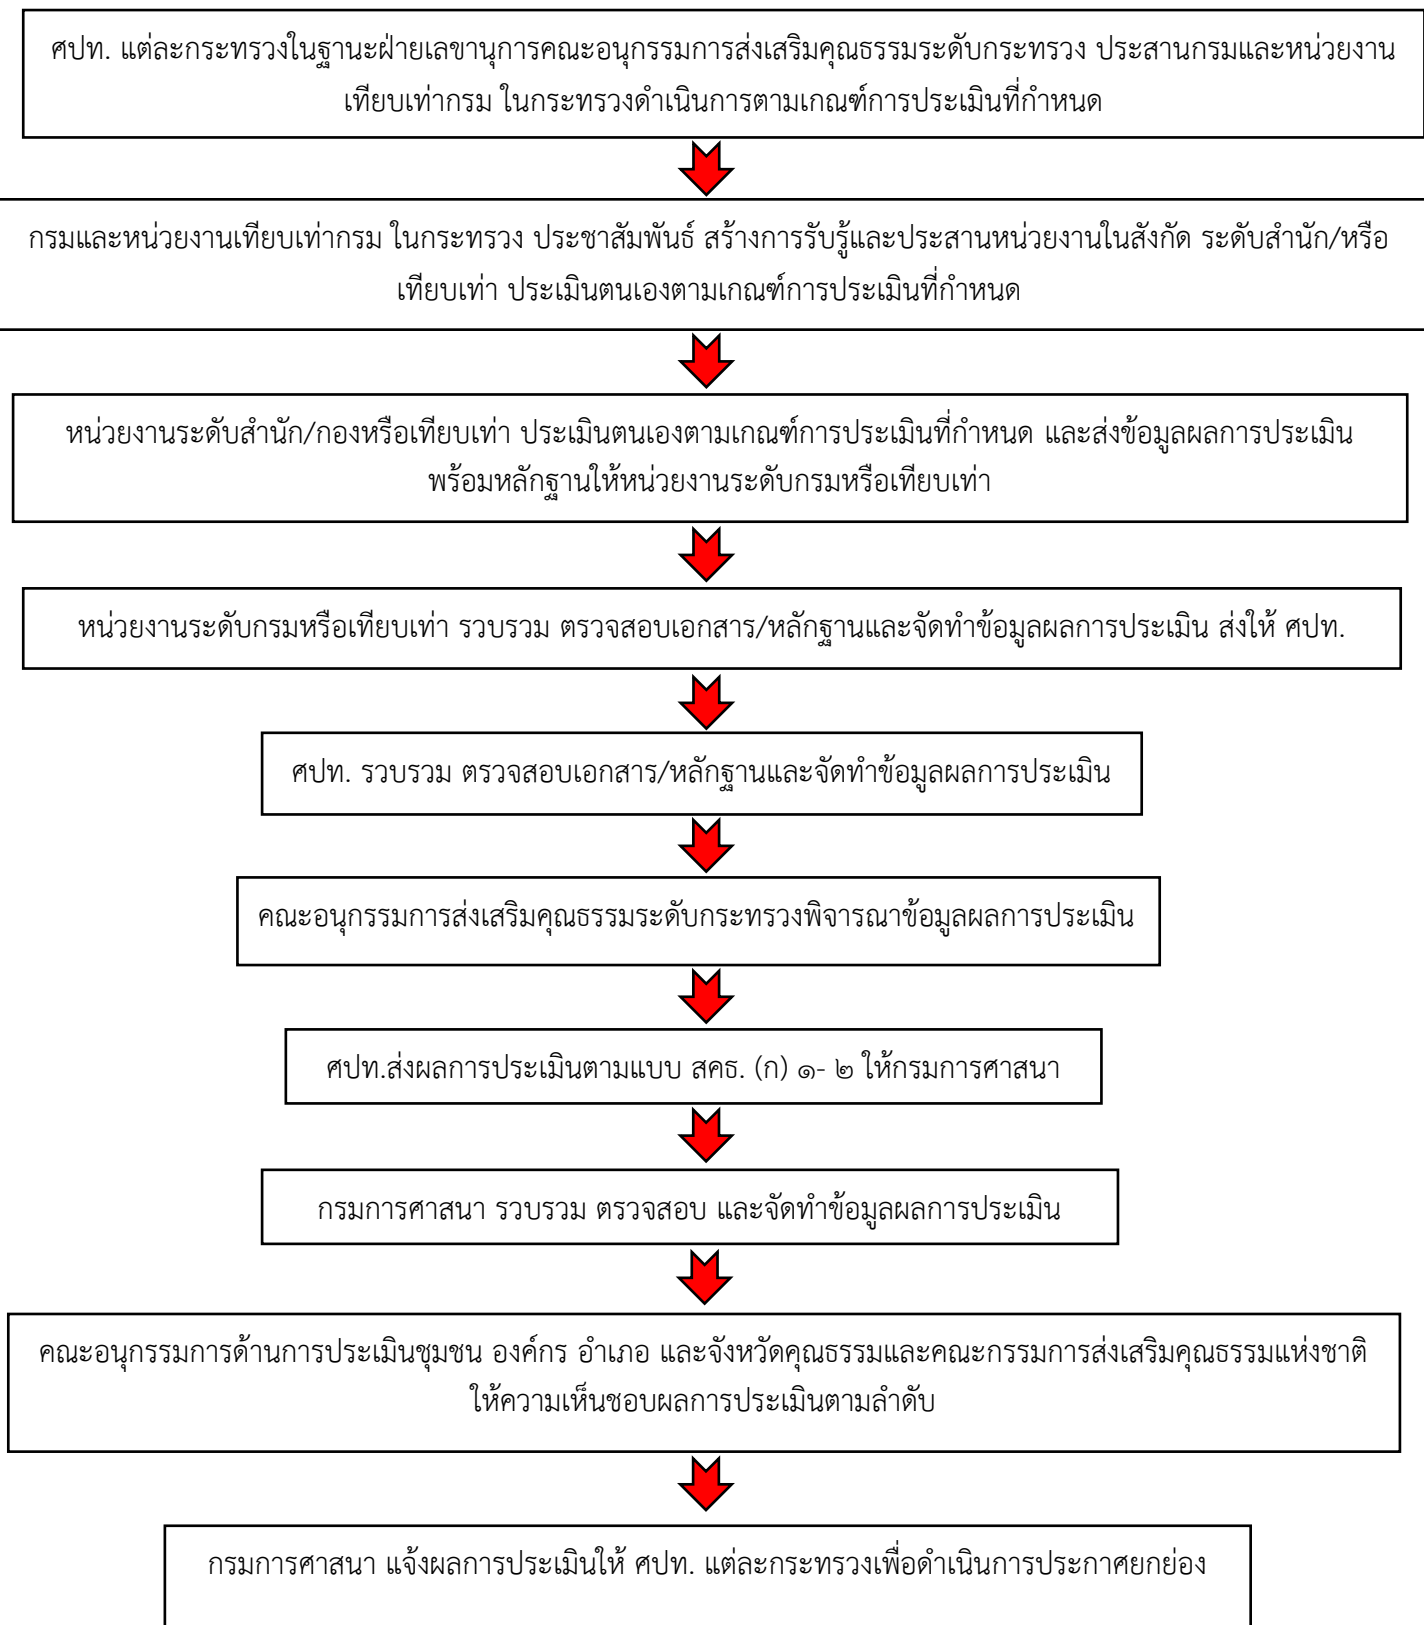 ศปท. แต่ละกระทรวงในฐานะฝ่ายเลขานุการคณะอนุกรรมการส่งเสริมคุณธรรมระดับกระทรวง ประสานกรมและหน่วยงาน
เทียบเท่ากรม ในกระทรวงดำเนินการตามเกณฑ์การประเมินที่กำหนด
กรมและหน่วยงานเทียบเท่ากรม ในกระทรวง ประชาสัมพันธ์ สร้างการรับรู้และประสานหน่วยงานในสังกัด ระดับสำนัก/หรือ
เทียบเท่า ประเมินตนเองตามเกณฑ์การประเมินที่กำหนด
หน่วยงานระดับสำนัก/กองหรือเทียบเท่า ประเมินตนเองตามเกณฑ์การประเมินที่กำหนด และส่งข้อมูลผลการประเมิน
พร้อมหลักฐานให้หน่วยงานระดับกรมหรือเทียบเท่า
หน่วยงานระดับกรมหรือเทียบเท่า รวบรวม ตรวจสอบเอกสาร/หลักฐานและจัดทำข้อมูลผลการประเมิน ส่งให้ ศปท.
ศปท. รวบรวม ตรวจสอบเอกสาร/หลักฐานและจัดทำข้อมูลผลการประเมิน
คณะอนุกรรมการส่งเสริมคุณธรรมระดับกระทรวงพิจารณาข้อมูลผลการประเมิน
ศปท.ส่งผลการประเมินตามแบบ สคธ. (ก) ๑- ๒ ให้กรมการศาสนา
กรมการศาสนา รวบรวม ตรวจสอบ และจัดทำข้อมูลผลการประเมิน
คณะอนุกรรมการด้านการประเมินชุมชน องค์กร อำเภอ และจังหวัดคุณธรรมและคณะกรรมการส่งเสริมคุณธรรมแห่งชาติ
ให้ความเห็นชอบผลการประเมินตามลำดับ
กรมการศาสนา แจ้งผลการประเมินให้ ศปท. แต่ละกระทรวงเพื่อดำเนินการประกาศยกย่อง